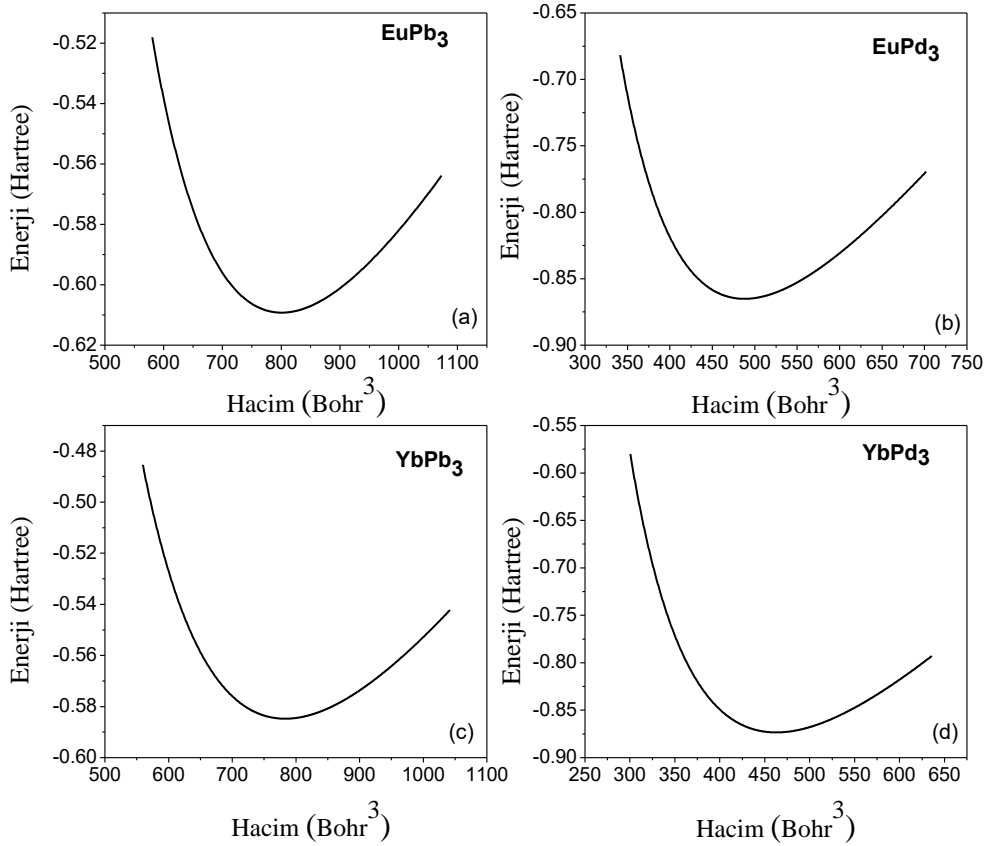 EuPb3
-0.52
-0.54
-0.56
-0.58
-0.60
-0.62
500 600 700 800 900 1000 1100
Enerji (Hartree)
Hacim (Bohr3)
(a)
EuPd3
-0.65
-0.70
-0.75
-0.80
-0.85
-0.90
300 350 400 450 500 550 600 650 700 750
Enerji (Hartree)
Hacim (Bohr3)
(b)
YbPb3
-0.48
-0.50
-0.52
-0.54
-0.56
-0.58
-0.60
500 600 700 800 900 1000 1100
Enerji (Hartree)
Hacim (Bohr3)
(c)
YbPd3
-0.55
-0.60
-0.65
-0.70
-0.75
-0.80
-0.85
-0.90
250 300 350 400 450 500 550 600 650
Enerji (Hartree)
Hacim (Bohr3)
(d)